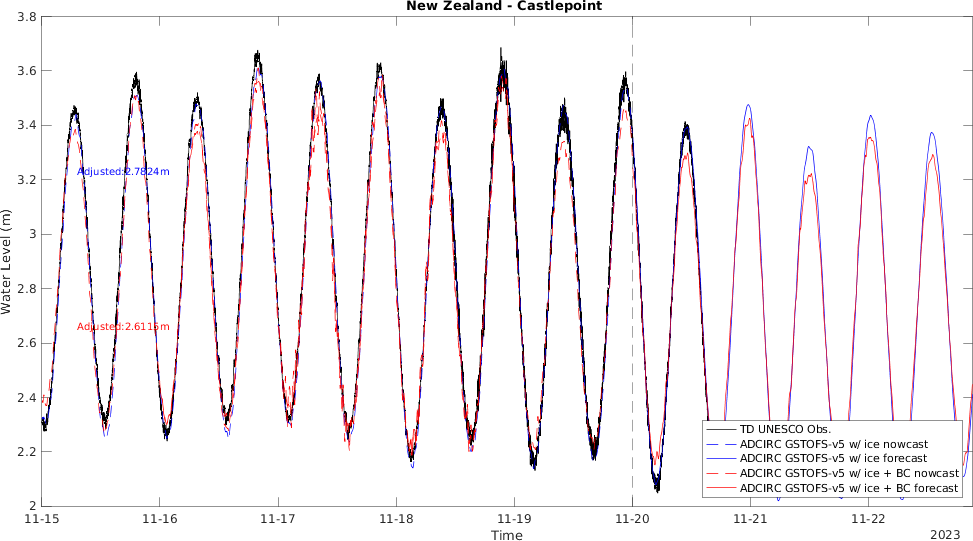 New Zealand - Castlepoint
3.8
3.6
3.4
3.2
3
2.8
2.6
2.4
2.2
2
Water Level (m)
Adjusted:2.7824m
Adjusted:2.6115m
TD UNESCO Obs.
ADCIRC GSTOFS-v5 w/ ice nowcast
ADCIRC GSTOFS-v5 w/ ice forecast
ADCIRC GSTOFS-v5 w/ ice + BC nowcast
ADCIRC GSTOFS-v5 w/ ice + BC forecast
11-15
11-16
11-17
11-18
11-19
11-20
11-21
11-22
Time
2023